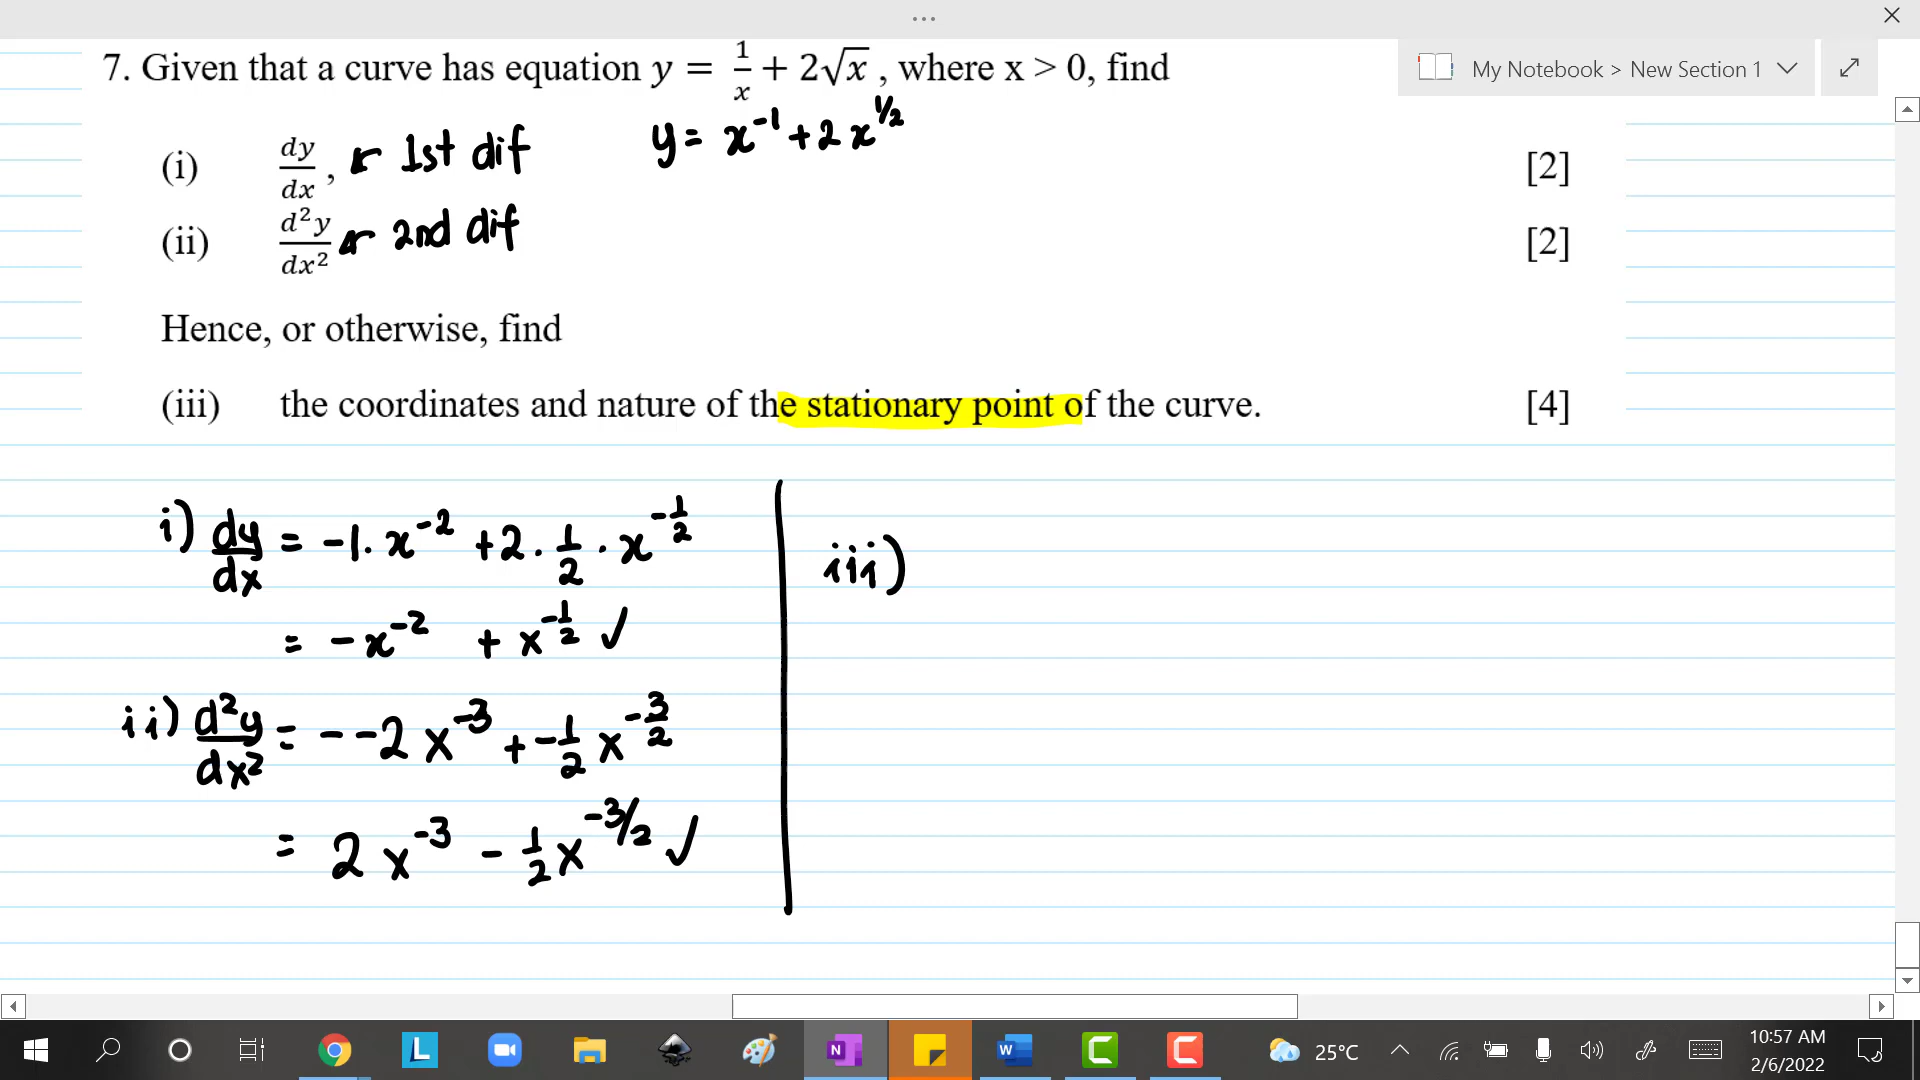 My Notebook > New Section 1
7. Given that a curve has equation y = 1/x + 2√x , where x > 0, find
y = x⁻¹ + 2x^(1/2)
(i) dy/dx, ← 1st dif [2]
(ii) d²y/dx² ← 2nd dif [2]
Hence, or otherwise, find
(iii) the coordinates and nature of the stationary point of the curve. [4]
i) dy/dx = -1. x⁻² + 2 . 1/2 . x^(-1/2)
= -x⁻² + x^(-1/2) ✓
ii) d²y/dx² = --2x⁻³ + -1/2 x^(-3/2)
= 2x⁻³ - 1/2 x^(-3/2) ✓
iii)
25°C
10:57 AM
2/6/2022